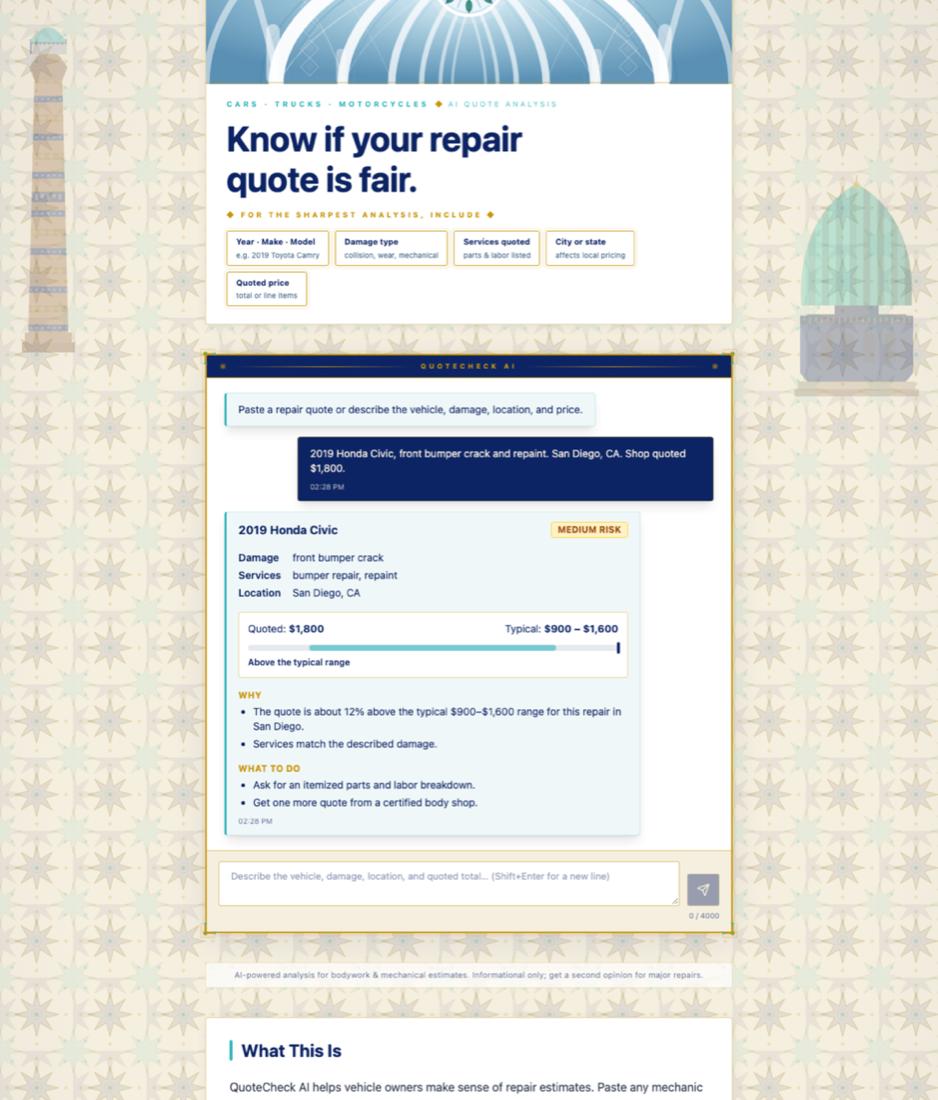 CARS · TRUCKS · MOTORCYCLES ◆ AI QUOTE ANALYSIS
Know if your repair
quote is fair.
◆ FOR THE SHARPEST ANALYSIS, INCLUDE ◆
Year · Make · Model
e.g. 2019 Toyota Camry
Damage type
collision, wear, mechanical
Services quoted
parts & labor listed
City or state
affects local pricing
Quoted price
total or line items
QUOTECHECK AI
Paste a repair quote or describe the vehicle, damage, location, and price.
2019 Honda Civic, front bumper crack and repaint. San Diego, CA. Shop quoted
$1,800.
02:28 PM
2019 Honda Civic
MEDIUM RISK
Damage front bumper crack
Services bumper repair, repaint
Location San Diego, CA
Quoted: $1,800
Typical: $900 – $1,600
Above the typical range
WHY
• The quote is about 12% above the typical $900–$1,600 range for this repair in
San Diego.
• Services match the described damage.
WHAT TO DO
• Ask for an itemized parts and labor breakdown.
• Get one more quote from a certified body shop.
02:28 PM
Describe the vehicle, damage, location, and quoted total... (Shift+Enter for a new line)
0 / 4000
AI-powered analysis for bodywork & mechanical estimates. Informational only; get a second opinion for major repairs.
What This Is
QuoteCheck AI helps vehicle owners make sense of repair estimates. Paste any mechanic